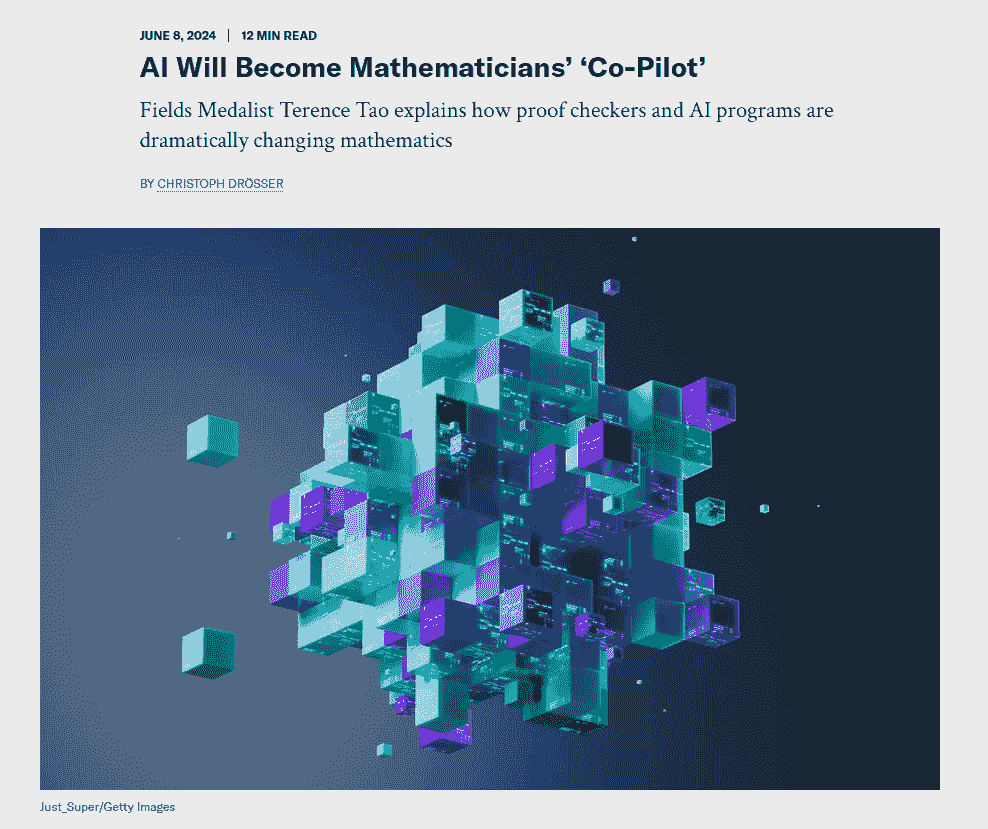 JUNE 8, 2024 | 12 MIN READ
AI Will Become Mathematicians’ ‘Co-Pilot’
Fields Medalist Terence Tao explains how proof checkers and AI programs are
dramatically changing mathematics
BY CHRISTOPH DRÖSSER
Just_Super/Getty Images